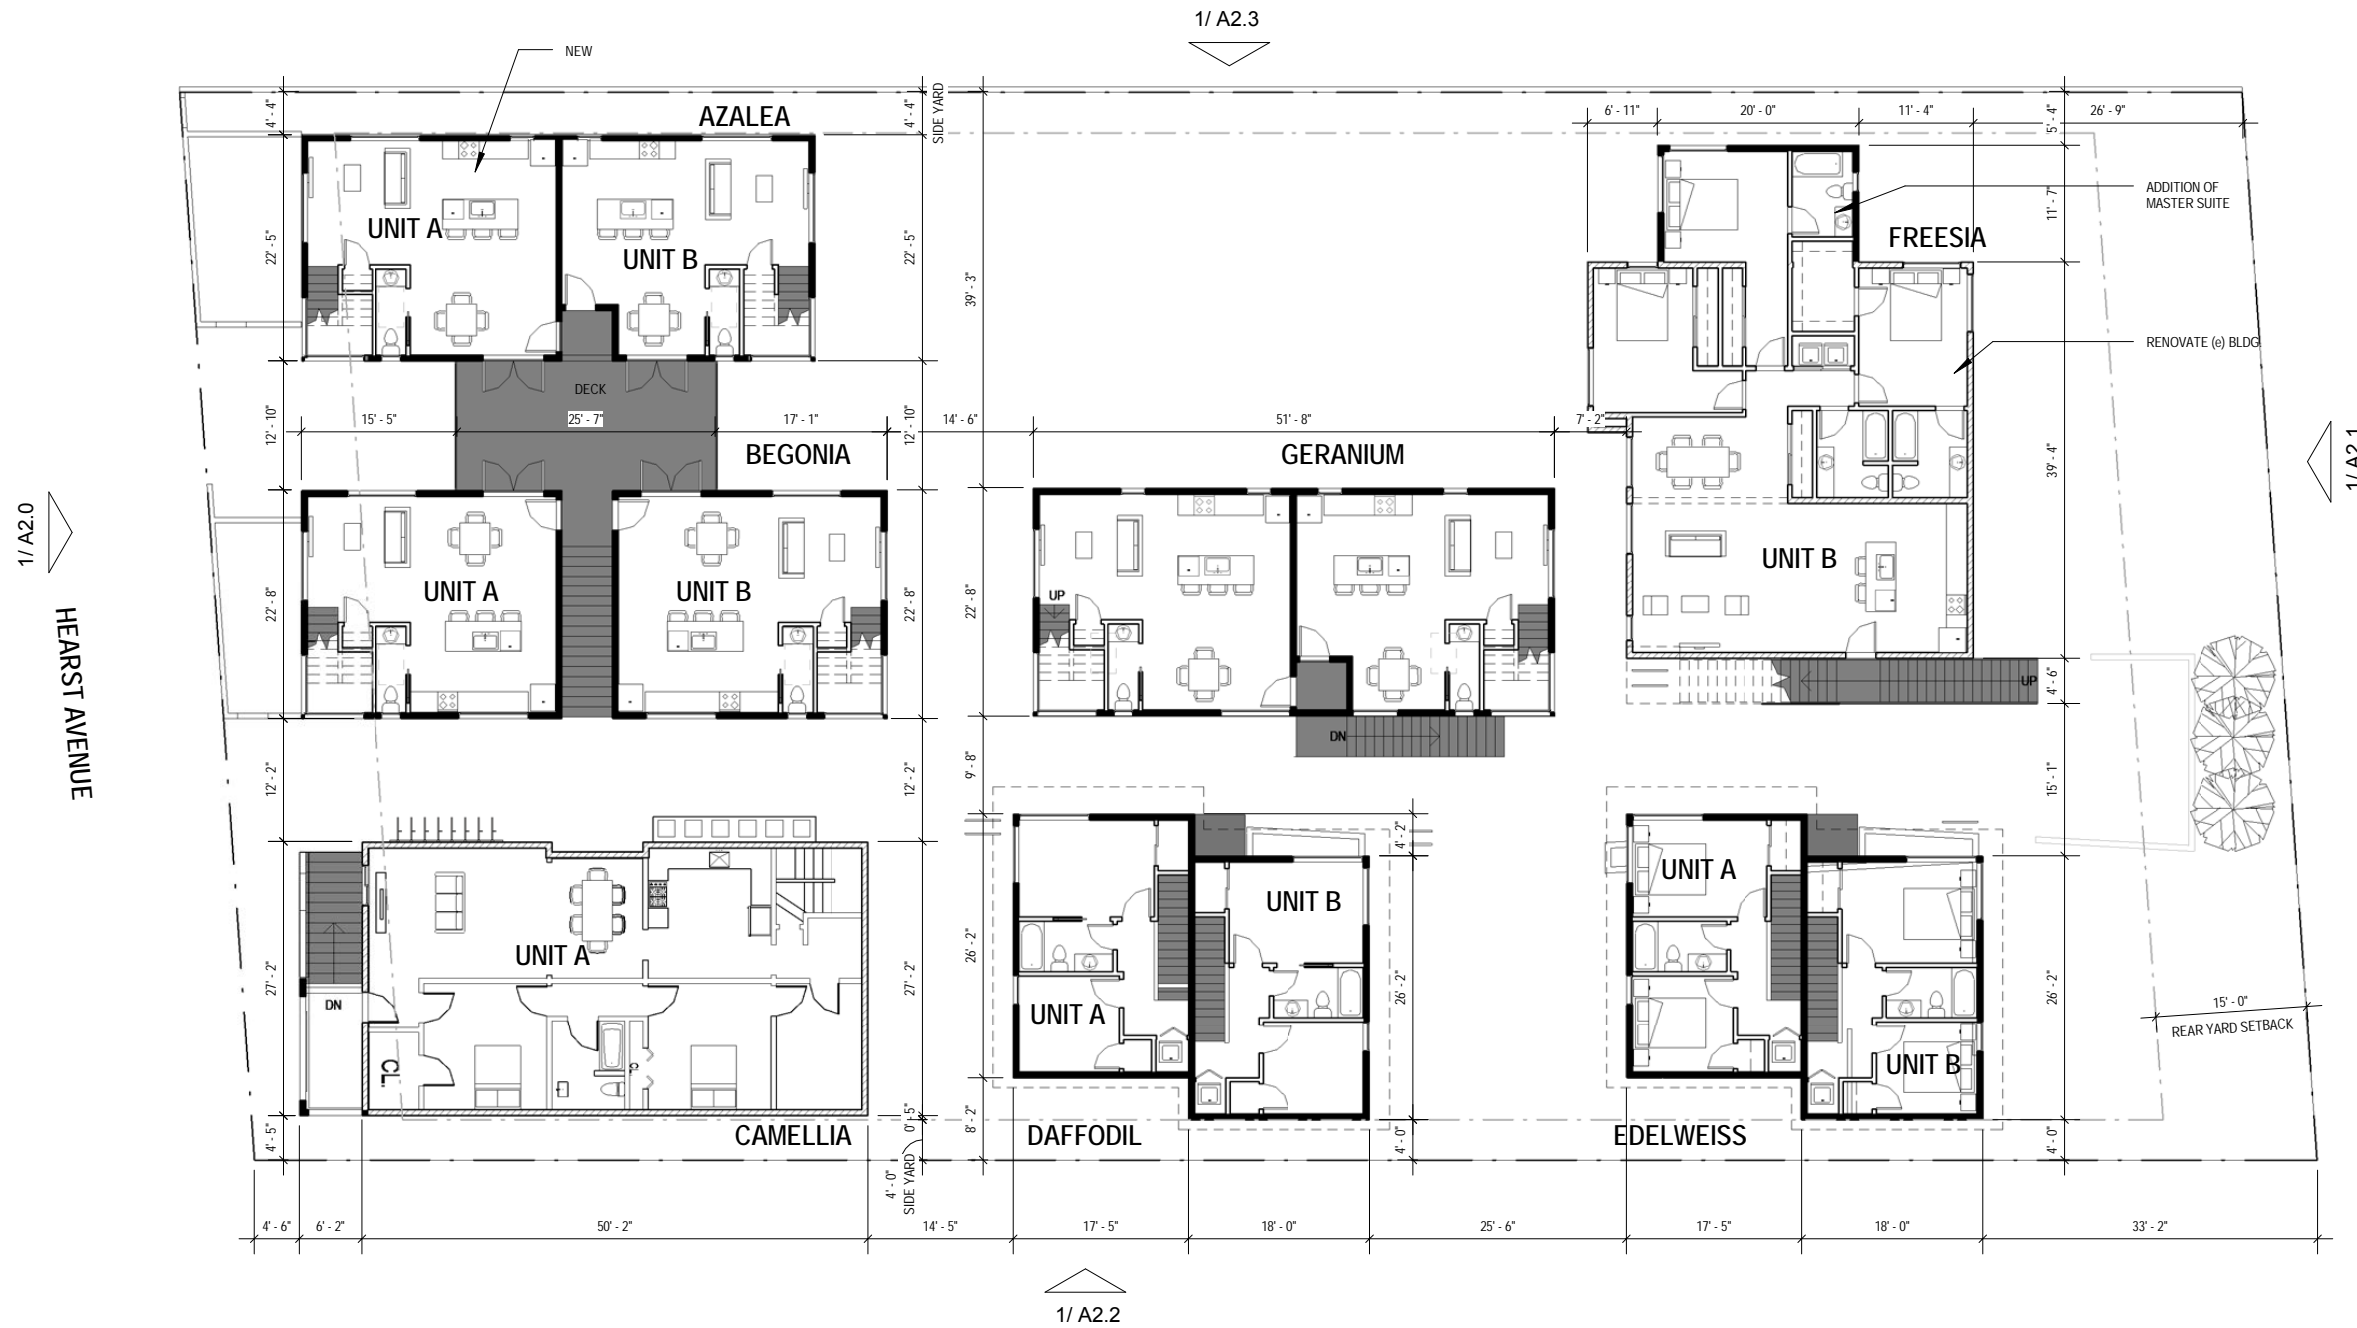 1/ A2.3
NEW
4' - 4"
4' - 4"
SIDE YARD
AZALEA
6' - 11"
20' - 0"
11' - 4"
26' - 9"
5' - 4"
ADDITION OF
MASTER SUITE
11' - 7"
UNIT A
UNIT B
FREESIA
22' - 5"
22' - 5"
39' - 3"
RENOVATE (e) BLDG.
DECK
15' - 5"
25' - 7"
17' - 1"
14' - 6"
51' - 8"
7' - 2"
12' - 10"
12' - 10"
BEGONIA
GERANIUM
39' - 4"
1/ A2.1
1/ A2.0
UNIT A
UNIT B
UNIT B
UP
22' - 8"
22' - 8"
22' - 8"
HEARST AVENUE
UP
4' - 6"
DN
12' - 2"
12' - 2"
9' - 8"
15' - 1"
4' - 2"
UNIT A
UNIT B
UNIT A
UNIT A
27' - 2"
27' - 2"
26' - 2"
26' - 2"
26' - 2"
DN
UNIT A
15' - 0"
REAR YARD SETBACK
CL.
CL.
UNIT B
4' - 5"
0' - 5"
8' - 2"
4' - 0"
4' - 0"
CAMELLIA
DAFFODIL
EDELWEISS
4' - 0"
SIDE YARD
4' - 6"
6' - 2"
50' - 2"
14' - 5"
17' - 5"
18' - 0"
25' - 6"
17' - 5"
18' - 0"
33' - 2"
1/ A2.2